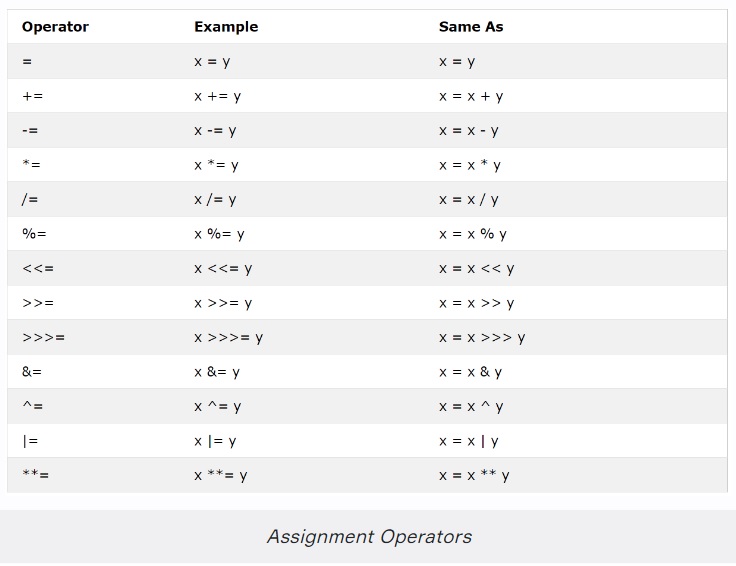 Operator Example Same As
= x = y x = y
+= x += y x = x + y
-= x -= y x = x - y
*= x *= y x = x * y
/= x /= y x = x / y
%= x %= y x = x % y
<<= x <<= y x = x << y
>>= x >>= y x = x >> y
>>>= x >>>= y x = x >>> y
&= x &= y x = x & y
^= x ^= y x = x ^ y
|= x |= y x = x | y
**= x **= y x = x ** y
Assignment Operators